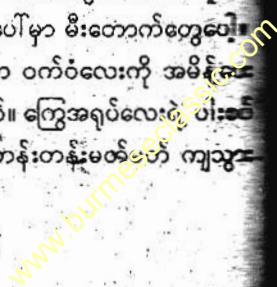 ပေါ်မှာ မီးတောက်တွေပေါ့။
ဝက်ဝံလေးကို အမိန့်
။ ကြွေအရုပ်လေးရဲ့ ပါး
တန်းတန်းမတ်မတ် ကျသွား
www.burmeseclassic.com